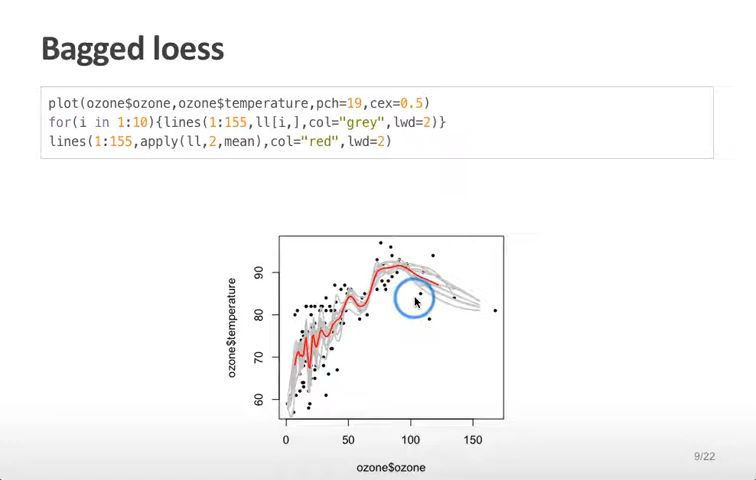 Bagged loess
plot(ozone$ozone,ozone$temperature,pch=19,cex=0.5)
for(i in 1:10){lines(1:155,ll[i,],col="grey",lwd=2)}
lines(1:155,apply(ll,2,mean),col="red",lwd=2)
ozone$temperature
90
80
70
60
0 50 100 150
ozone$ozone
9/22